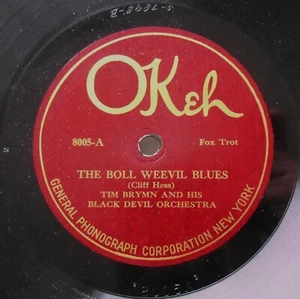 OKeh
8005-A
Fox Trot
THE BOLL WEEVIL BLUES
(Cliff Hess)
TIM BRYMN AND HIS
BLACK DEVIL ORCHESTRA
GENERAL PHONOGRAPH CORPORATION NEW YORK